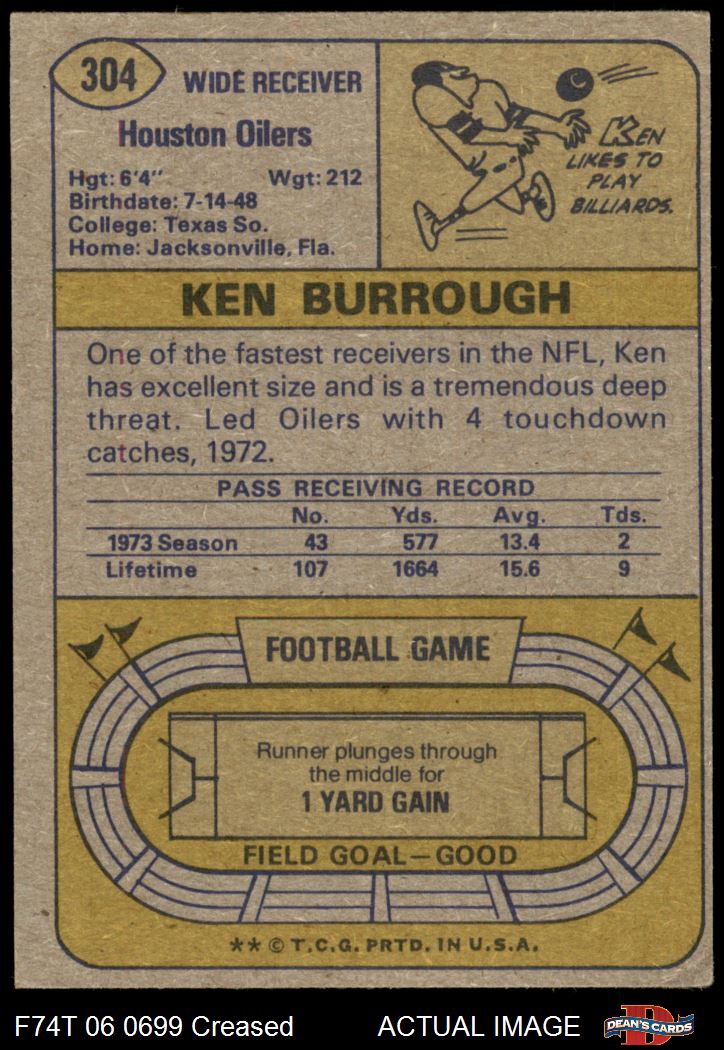 304
WIDE RECEIVER
Houston Oilers
Hgt: 6'4" Wgt: 212
Birthdate: 7-14-48
College: Texas So.
Home: Jacksonville, Fla.
KEN
LIKES TO
PLAY
BILLIARDS.
KEN BURROUGH
One of the fastest receivers in the NFL, Ken
has excellent size and is a tremendous deep
threat. Led Oilers with 4 touchdown
catches, 1972.
PASS RECEIVING RECORD
No. Yds. Avg. Tds.
1973 Season 43 577 13.4 2
Lifetime 107 1664 15.6 9
FOOTBALL GAME
Runner plunges through
the middle for
1 YARD GAIN
FIELD GOAL—GOOD
** © T.C.G. PRTD. IN U.S.A.
F74T 06 0699 Creased ACTUAL IMAGE
D
DEAN'S CARDS